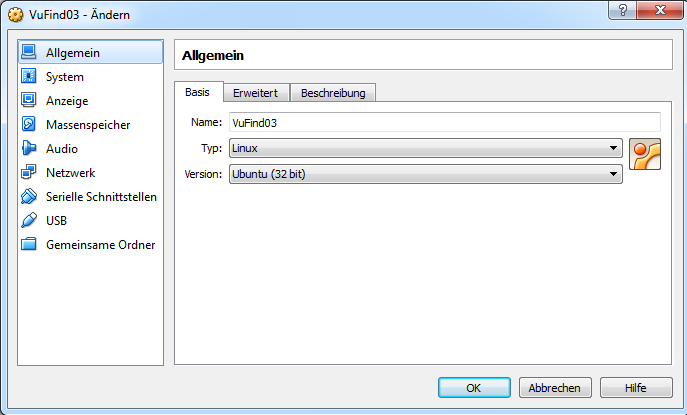 VuFind03 - Ändern
?
Allgemein
System
Anzeige
Massenspeicher
Audio
Netzwerk
Serielle Schnittstellen
USB
Gemeinsame Ordner
Allgemein
Basis Erweitert Beschreibung
Name: VuFind03
Typ: Linux
Version: Ubuntu (32 bit)
OK Abbrechen Hilfe